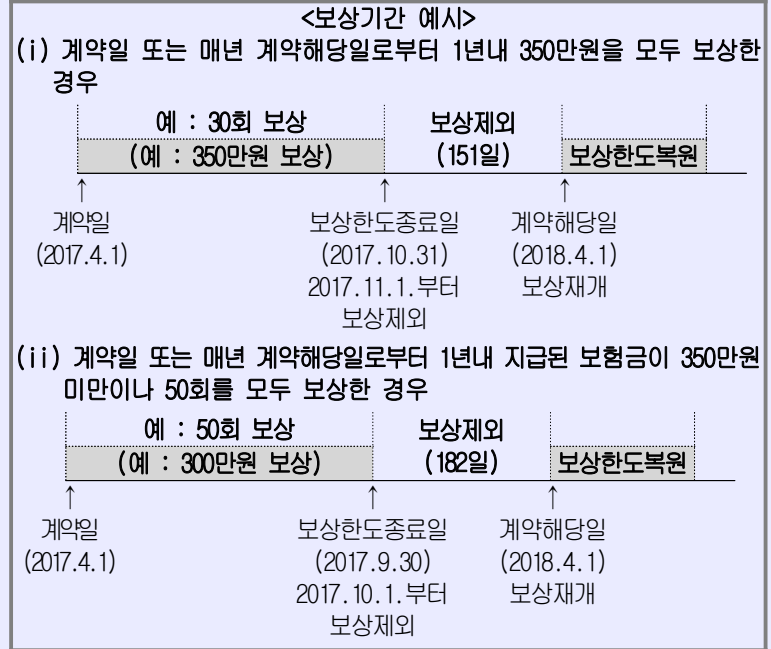 <보상기간 예시>
(i) 계약일 또는 매년 계약해당일로부터 1년내 350만원을 모두 보상한
경우
예 : 30회 보상
보상제외
(예 : 350만원 보상)
(151일)
보상한도복원
↑ ↑ ↑
계약일 보상한도종료일 계약해당일
(2017.4.1) (2017.10.31) (2018.4.1)
2017.11.1.부터 보상재개
보상제외
(ii) 계약일 또는 매년 계약해당일로부터 1년내 지급된 보험금이 350만원
미만이나 50회를 모두 보상한 경우
예 : 50회 보상
보상제외
(예 : 300만원 보상)
(182일)
보상한도복원
↑ ↑ ↑
계약일 보상한도종료일 계약해당일
(2017.4.1) (2017.9.30) (2018.4.1)
2017.10.1.부터 보상재개
보상제외